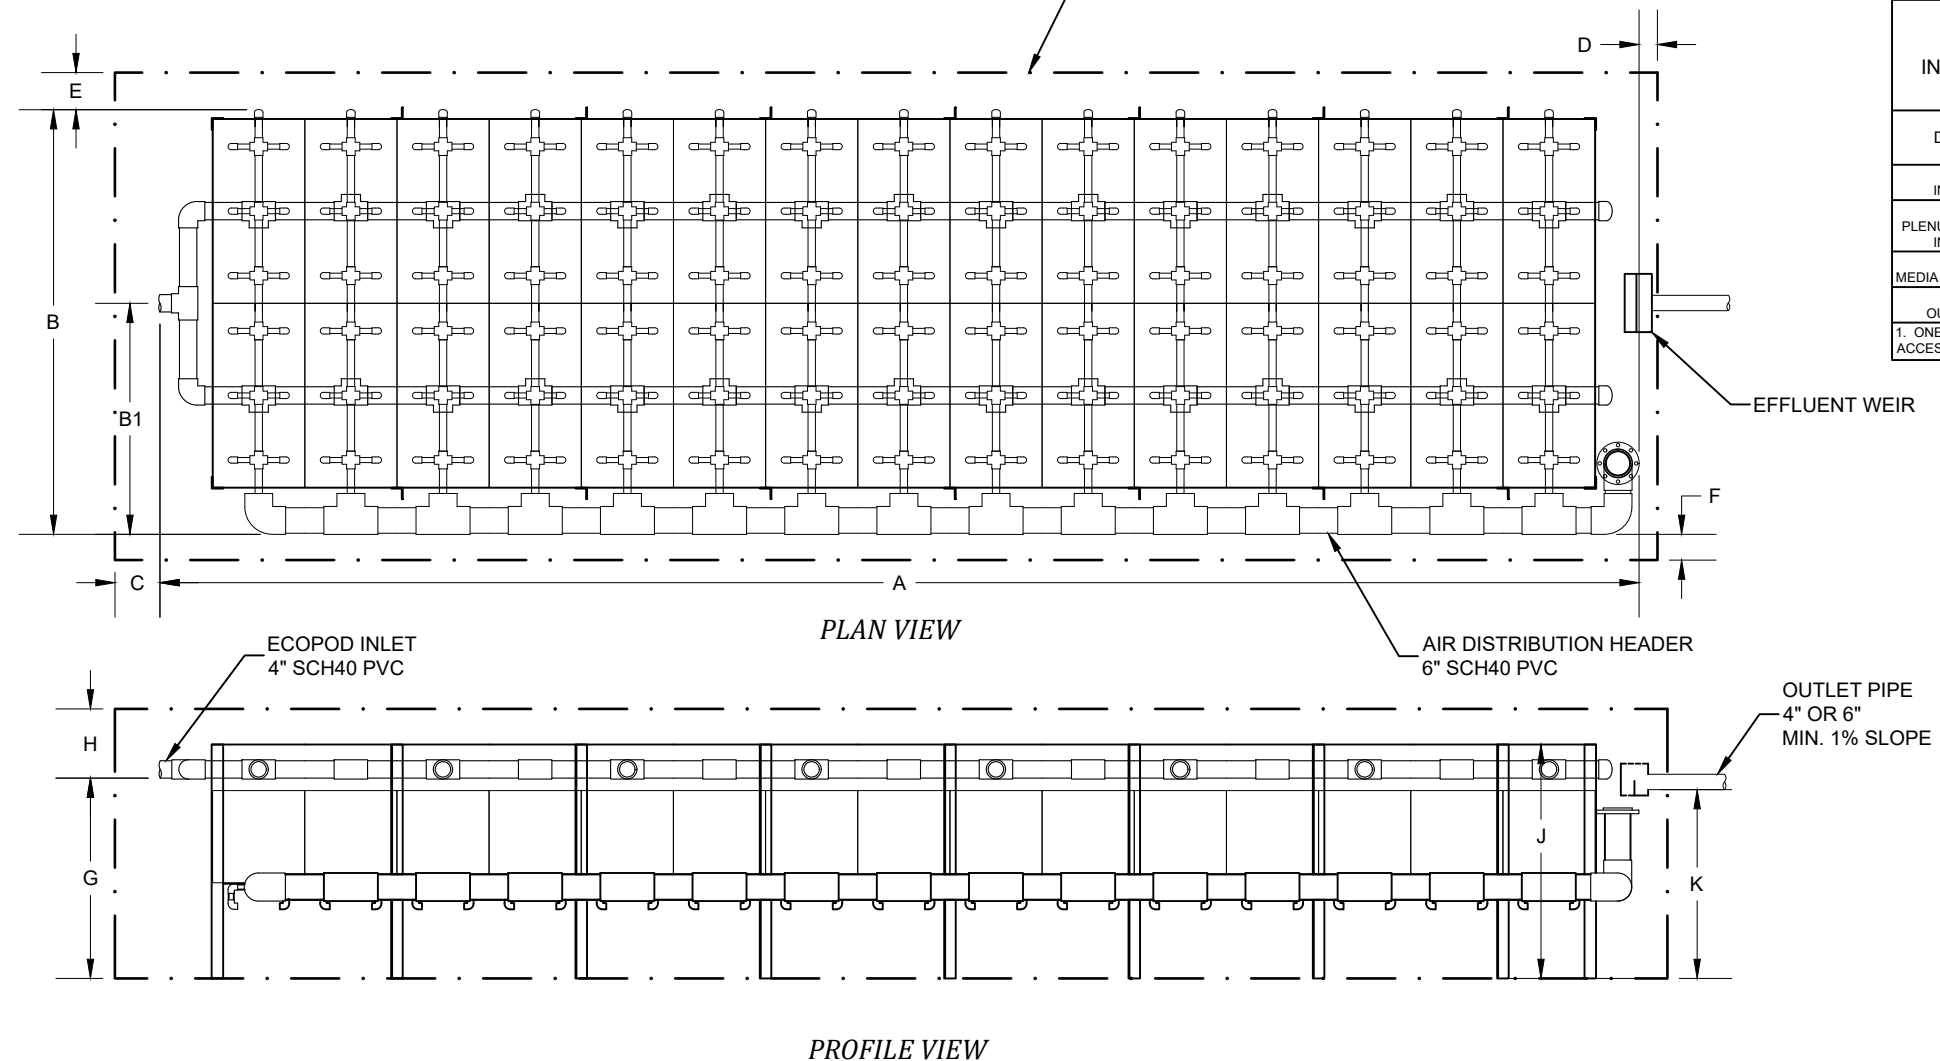 D
E
B
B1
F
C
A
EFFLUENT WEIR
PLAN VIEW
ECOPOD INLET
4" SCH40 PVC
AIR DISTRIBUTION HEADER
6" SCH40 PVC
OUTLET PIPE
4" OR 6"
MIN. 1% SLOPE
H
G
J
K
PROFILE VIEW
IN
D
IN
PLENU
IN
MEDIA
OU
1. ONE
ACCES